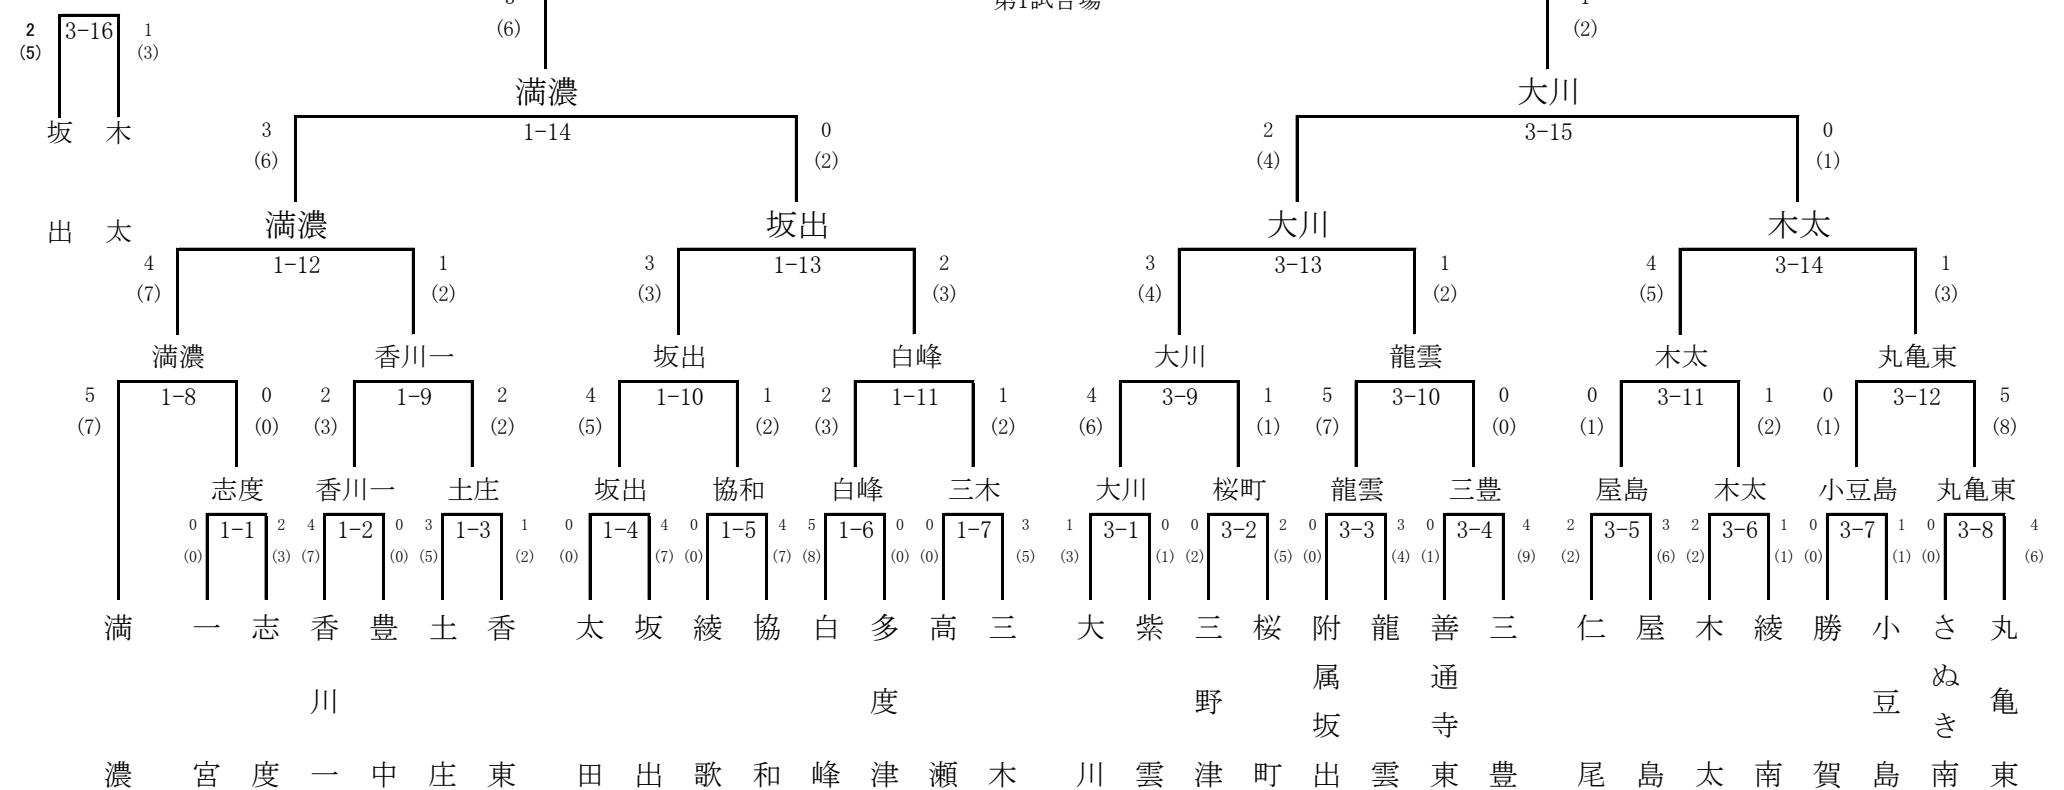 第1試合場
(6) (2)
2 3-16 1
(5) (3)
満濃 大川
3 1-14 0 2 3-15 0
(6) (2) (4) (1)
坂 木
出 太
満濃 坂出 大川 木太
4 1-12 1 3 1-13 2 3 3-13 1 4 3-14 1
(7) (2) (3) (3) (4) (2) (5) (3)
満濃 香川一 坂出 白峰 大川 龍雲 木太 丸亀東
5 1-8 0 2 1-9 2 4 1-10 1 2 1-11 1 4 3-9 1 5 3-10 0 0 3-11 1 0 3-12 5
(7) (0) (3) (2) (5) (2) (3) (2) (6) (1) (7) (0) (1) (2) (1) (8)
志度 香川一 土庄 坂出 協和 白峰 三木 大川 桜町 龍雲 三豊 屋島 木太 小豆島 丸亀東
0 1-1 2 4 1-2 0 3 1-3 1 0 1-4 4 0 1-5 4 5 1-6 0 0 1-7 3 1 3-1 0 0 3-2 2 0 3-3 3 0 3-4 4 2 3-5 3 2 3-6 1 0 3-7 1 0 3-8 4
(0) (3) (7) (0) (5) (2) (0) (7) (0) (7) (8) (0) (0) (5) (3) (1) (2) (5) (0) (4) (1) (9) (2) (6) (2) (1) (0) (1) (0) (6)
満濃
一宮
志度
香川一
豊中
土庄
香東
太田
坂出
綾歌
協和
白峰
多度津
高瀬
三木
大川
紫雲
三野津
桜町
附属坂出
龍雲
善通寺東
三豊
仁尾
屋島
木太
綾南
勝賀
小豆島
さぬき南
丸亀東